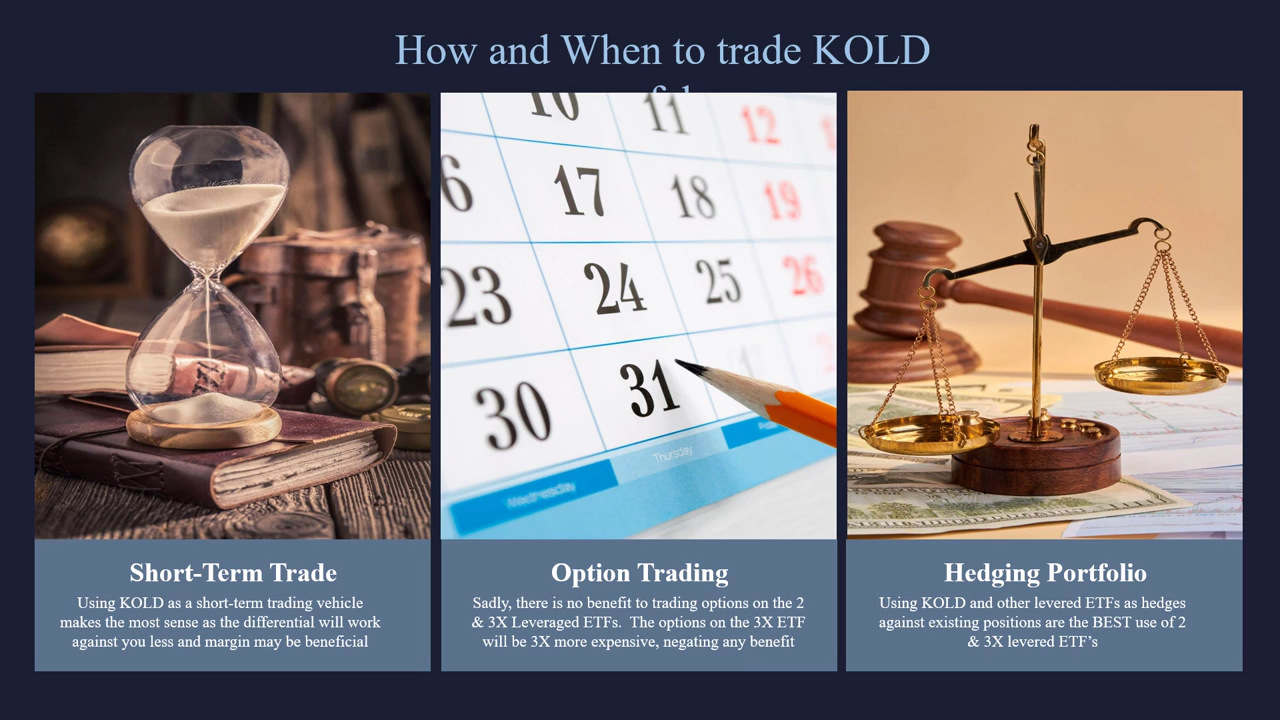 How and When to trade KOLD
10 11 12
6 17 18 19
23 24 25 26
30 31
Wednesday Thursday
Short-Term Trade
Using KOLD as a short-term trading vehicle
makes the most sense as the differential will work
against you less and margin may be beneficial
Option Trading
Sadly, there is no benefit to trading options on the 2
& 3X Leveraged ETFs.  The options on the 3X ETF
will be 3X more expensive, negating any benefit
Hedging Portfolio
Using KOLD and other levered ETFs as hedges
against existing positions are the BEST use of 2
& 3X levered ETF’s